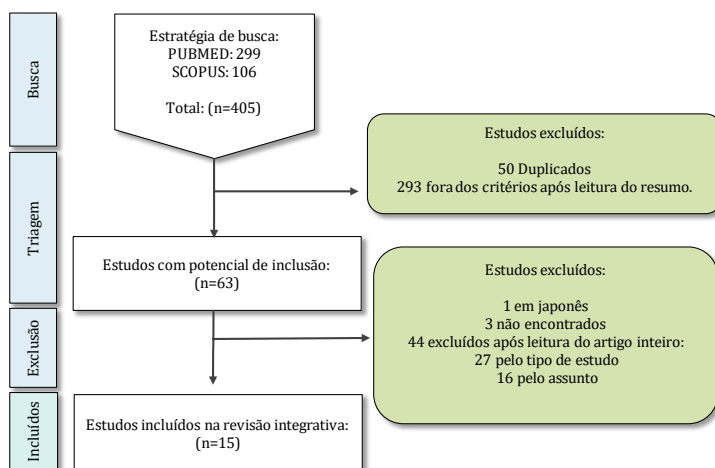 Busca
Estratégia de busca:
PUBMED: 299
SCOPUS: 106
Total: (n=405)
Estudos excluídos:
50 Duplicados
293 fora dos critérios após leitura do resumo.
Triagem
Estudos com potencial de inclusão:
(n=63)
Estudos excluídos:
1 em japonês
3 não encontrados
44 excluídos após leitura do artigo inteiro:
27 pelo tipo de estudo
16 pelo assunto
Exclusão
Incluídos
Estudos incluídos na revisão integrativa:
(n=15)